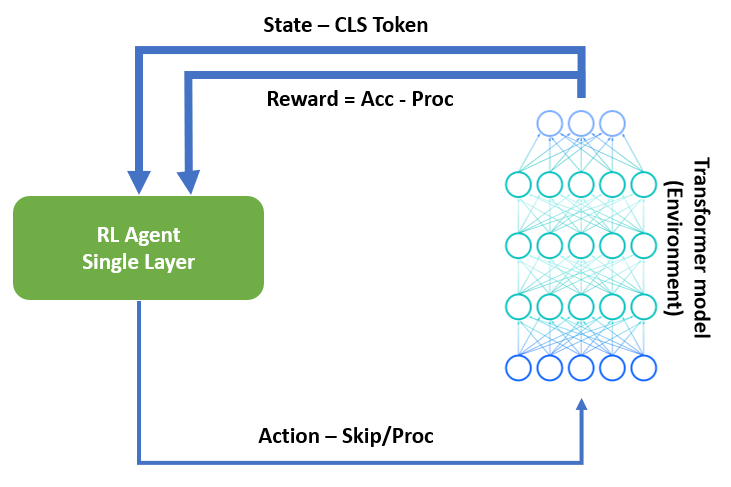 State – CLS Token
Reward = Acc - Proc
RL Agent
Single Layer
Transformer model
(Environment)
Action – Skip/Proc